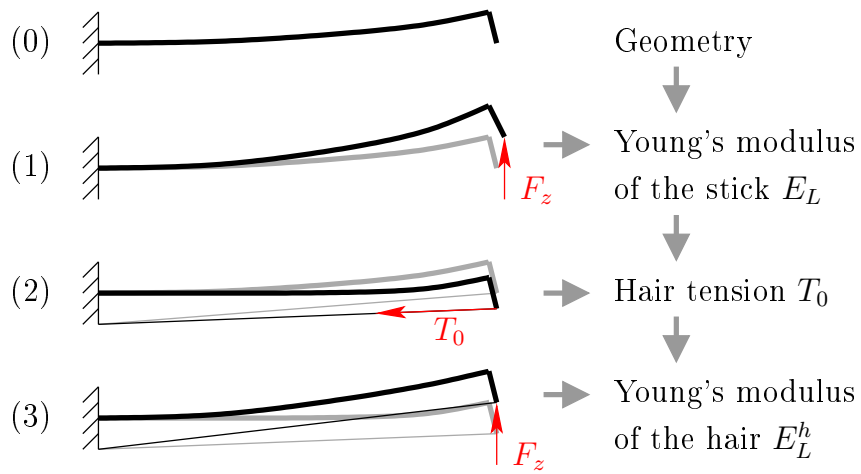 (0) Geometry
(1) Young's modulus
of the stick E_L
F_z
(2) Hair tension T_0
T_0
(3) Young's modulus
of the hair E_L^h
F_z